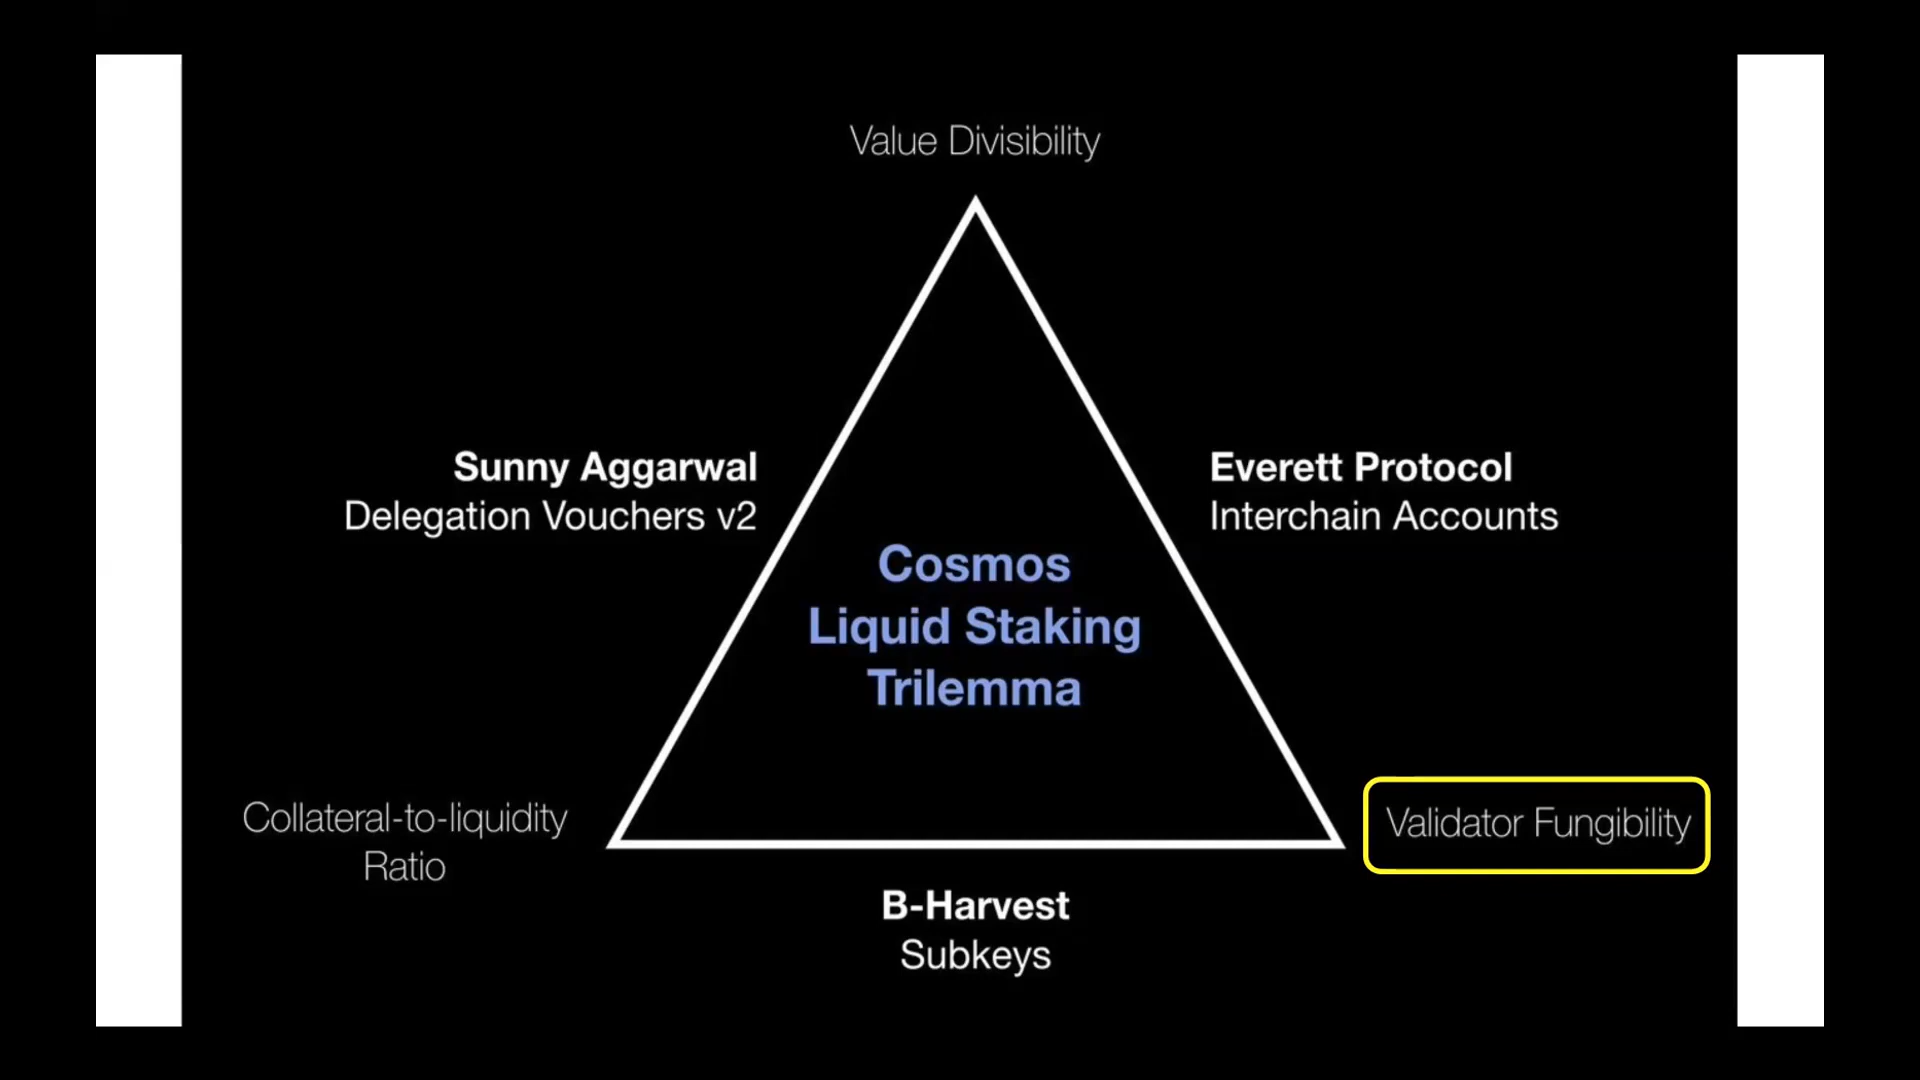 Value Divisibility
Sunny Aggarwal
Delegation Vouchers v2
Everett Protocol
Interchain Accounts
Cosmos
Liquid Staking
Trilemma
Collateral-to-liquidity
Ratio
Validator Fungibility
B-Harvest
Subkeys